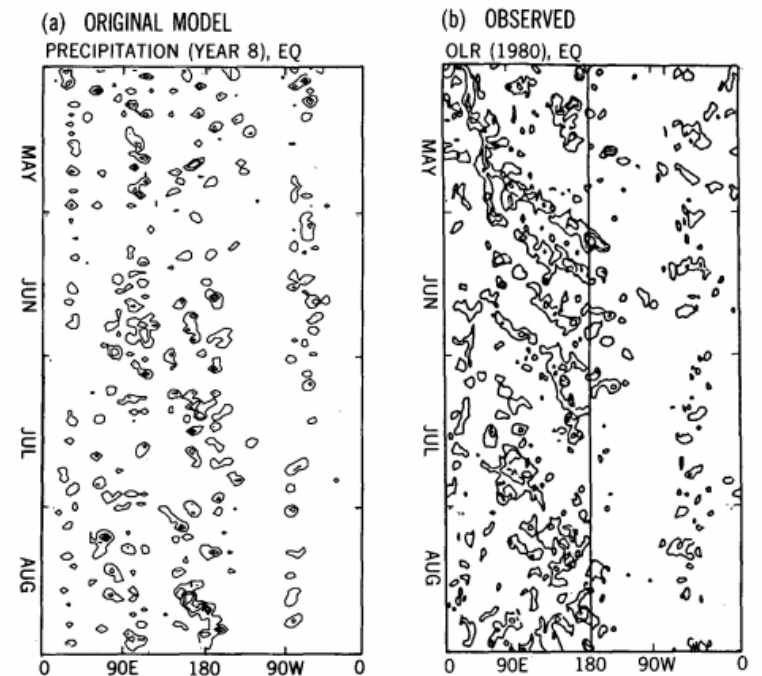 (a) ORIGINAL MODEL
PRECIPITATION (YEAR 8), EQ
MAY
JUN
JUL
AUG
0 90E 180 90W 0
(b) OBSERVED
OLR (1980), EQ
MAY
JUN
JUL
AUG
0 90E 180 90W 0